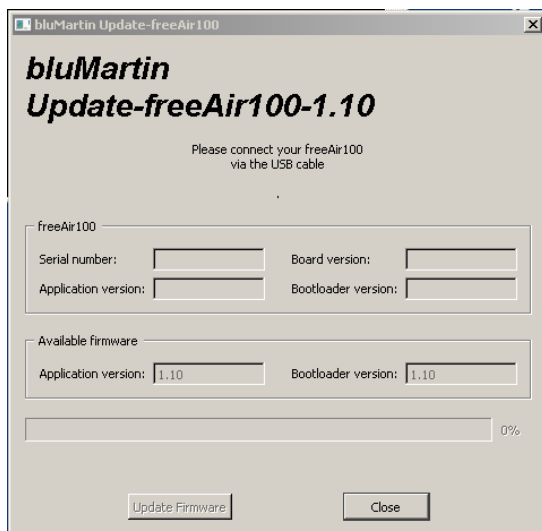 bluMartin Update-freeAir100
bluMartin
Update-freeAir100-1.10
Please connect your freeAir100
via the USB cable
.
freeAir100
Serial number: Board version:
Application version: Bootloader version:
Available firmware
Application version: 1.10 Bootloader version: 1.10
0%
Update Firmware Close